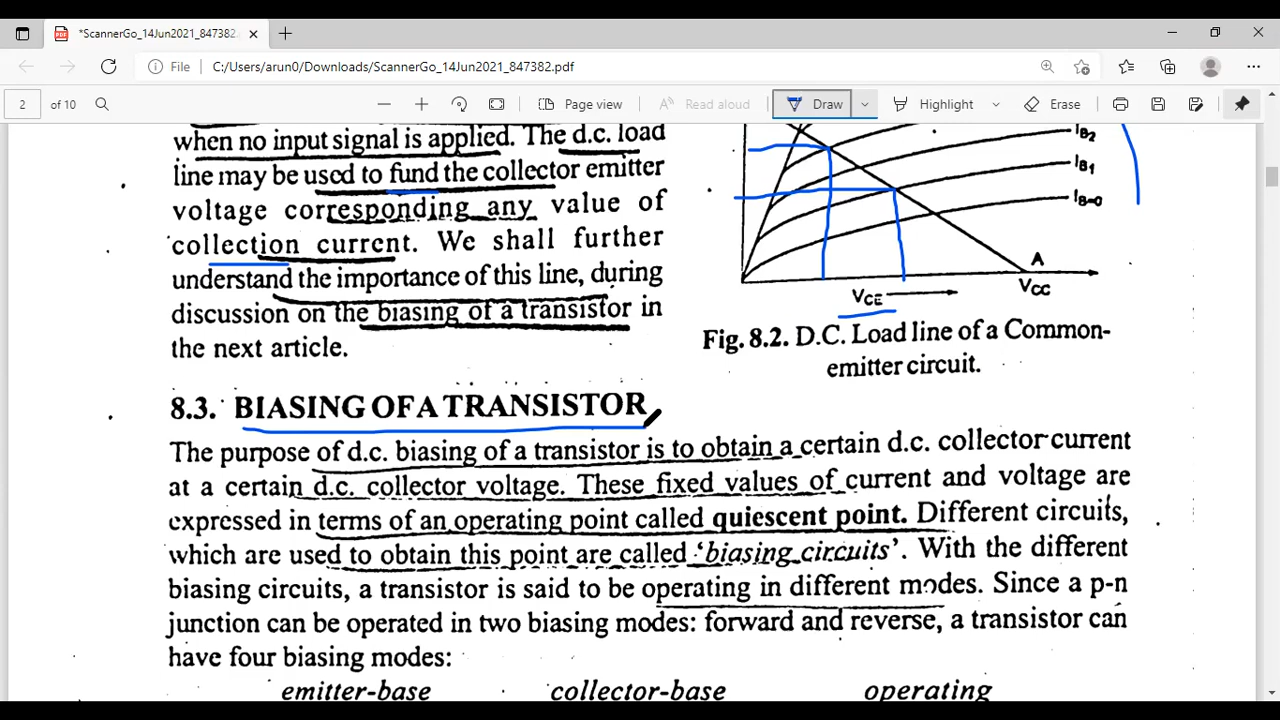 *ScannerGo_14Jun2021_847382.
File
C:/Users/arun0/Downloads/ScannerGo_14Jun2021_847382.pdf
2 of 10
Page view
Read aloud
Draw
Highlight
Erase
when no input signal is applied. The d.c. load
line may be used to fund the collector emitter
voltage corresponding any value of
collection current. We shall further
understand the importance of this line, during
discussion on the biasing of a transistor in
the next article.
IB2
IB1
IB=0
A
VCE
VCC
Fig. 8.2. D.C. Load line of a Common-
emitter circuit.
8.3. BIASING OF A TRANSISTOR
The purpose of d.c. biasing of a transistor is to obtain a certain d.c. collector current
at a certain d.c. collector voltage. These fixed values of current and voltage are
expressed in terms of an operating point called quiescent point. Different circuits,
which are used to obtain this point are called 'biasing circuits'. With the different
biasing circuits, a transistor is said to be operating in different modes. Since a p-n
junction can be operated in two biasing modes: forward and reverse, a transistor can
have four biasing modes:
emitter-base collector-base operating